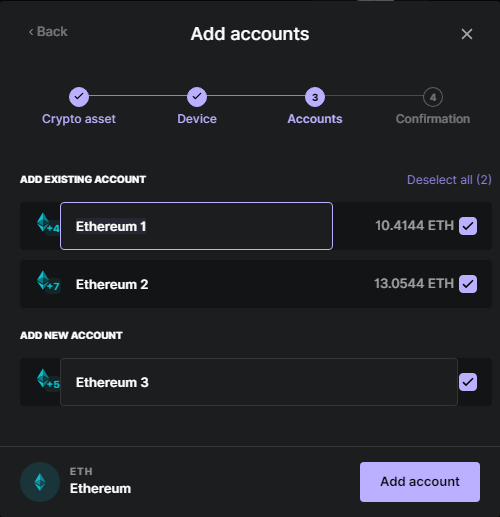 ‹ Back
Add accounts
3
4
Crypto asset
Device
Accounts
Confirmation
ADD EXISTING ACCOUNT
Deselect all (2)
+4
Ethereum 1
10.4144 ETH
+7
Ethereum 2
13.0544 ETH
ADD NEW ACCOUNT
+5
Ethereum 3
ETH
Ethereum
Add account